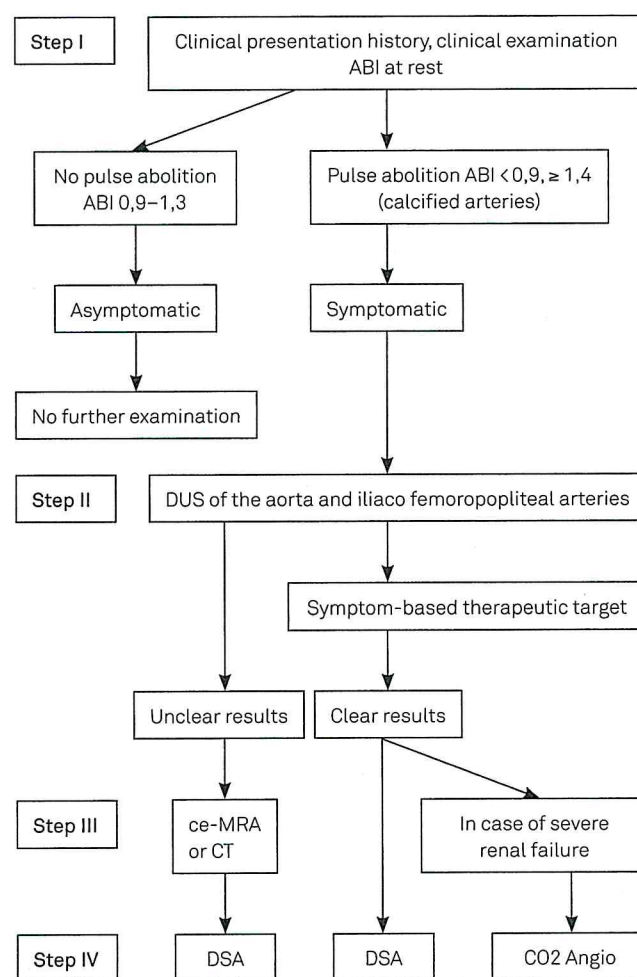 Step I
Clinical presentation history, clinical examination
ABI at rest
No pulse abolition
ABI 0,9–1,3
Pulse abolition ABI < 0,9, ≥ 1,4
(calcified arteries)
Asymptomatic
Symptomatic
No further examination
Step II
DUS of the aorta and iliaco femoropopliteal arteries
Symptom-based therapeutic target
Unclear results
Clear results
Step III
ce-MRA
or CT
In case of severe
renal failure
Step IV
DSA
DSA
CO2 Angio